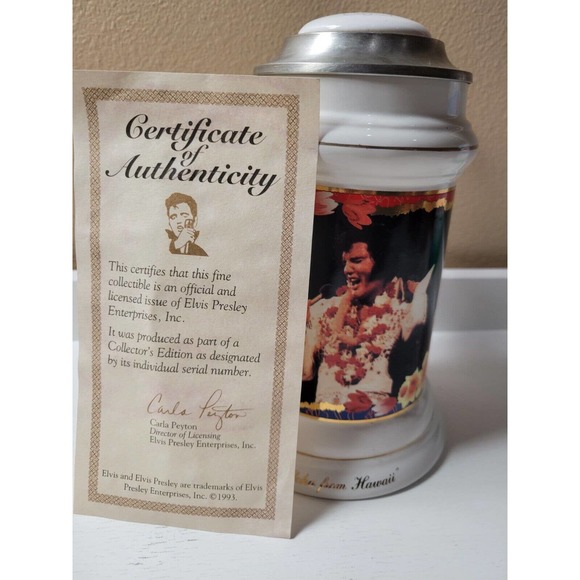 Certificate
of
Authenticity
This certifies that this fine
collectible is an official and
licensed issue of Elvis Presley
Enterprises, Inc.
It was produced as part of a
Collector's Edition as designated
by its individual serial number.
Carla Peyton
Carla Peyton
Director of Licensing
Elvis Presley Enterprises, Inc.
Elvis and Elvis Presley are trademarks of Elvis
Presley Enterprises, Inc. ©1993.
from Hawaii